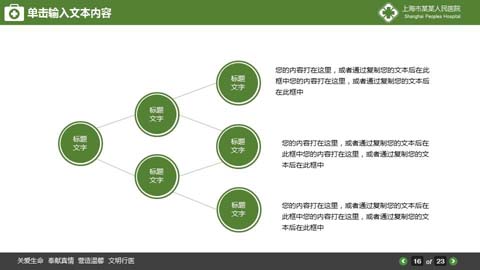 单击输入文本内容
上海市某某人民医院
Shanghai Peoples Hospital
标题
文字
您的内容打在这里，或者通过复制您的文本后在此
框中您的内容打在这里，或者通过复制您的文本后
在此框中
标题
文字
标题
文字
标题
文字
您的内容打在这里，或者通过复制您的文本后在
此框中您的内容打在这里，或者通过复制您的文
本后在此框中
标题
文字
标题
文字
您的内容打在这里，或者通过复制您的文本后在
此框中您的内容打在这里，或者通过复制您的文
本后在此框中
关爱生命 奉献真情 营造温馨 文明行医
16 of 23